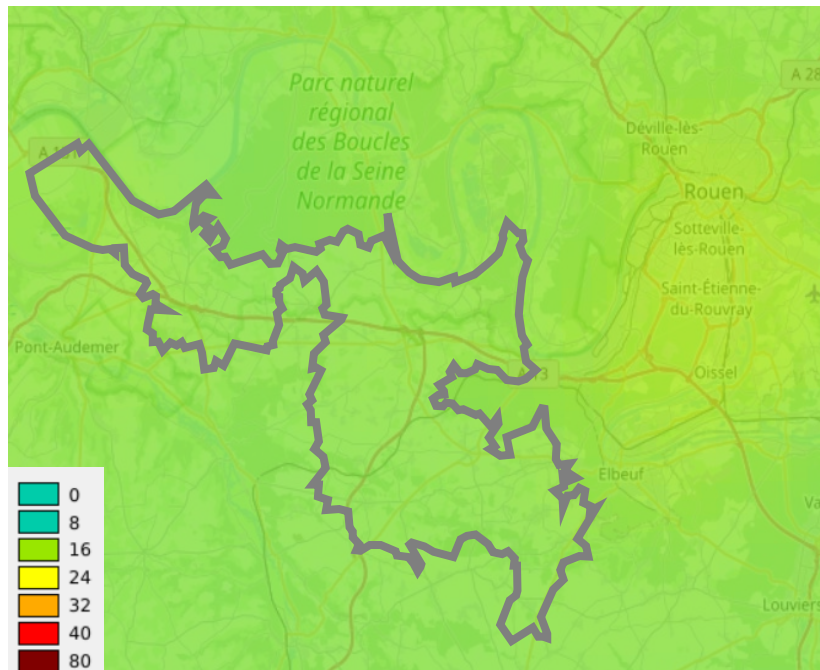 A 28
Parc naturel
régional
des Boucles
de la Seine
Normande
Déville-lès-
Rouen
Rouen
Sotteville-
lès-Rouen
Saint-Étienne-
du-Rouvray
Pont-Audemer
Oissel
A 13
Elbeuf
Louviers
0
8
16
24
32
40
80